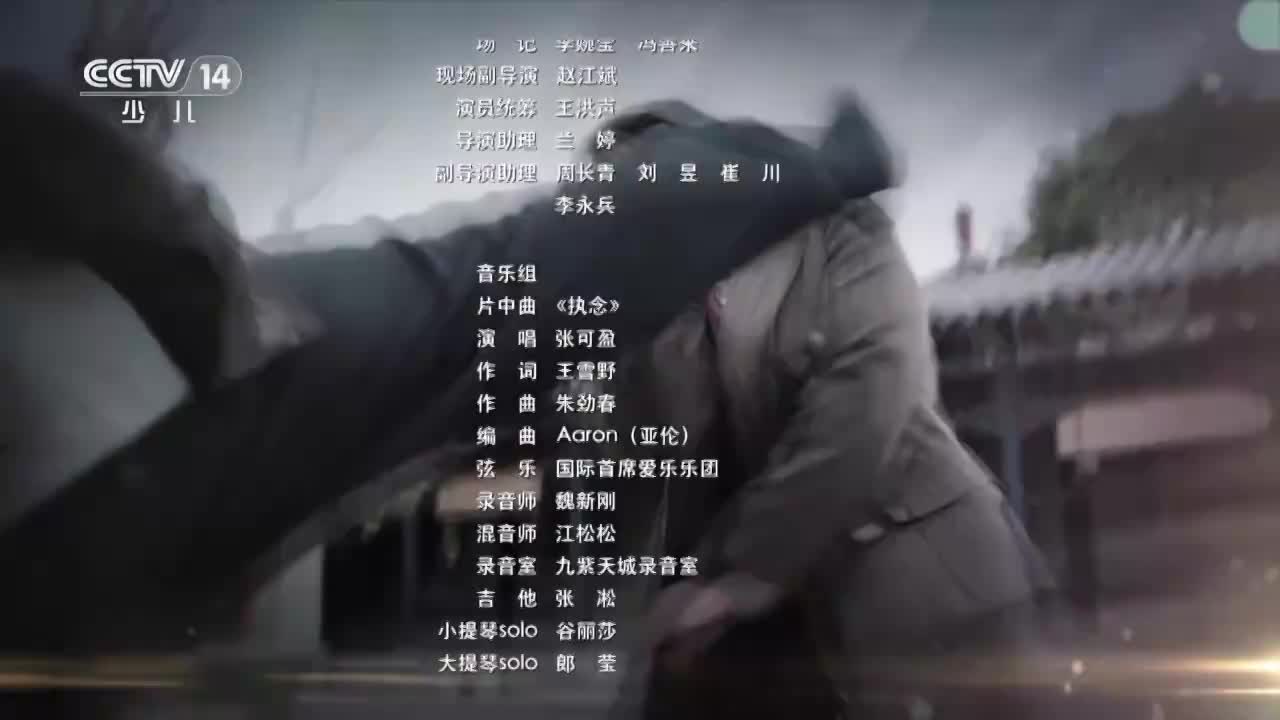 CCTV 14
少儿
场 记
现场副导演 赵江斌
演员统筹 王洪声
导演助理 兰 婷
副导演助理 周长青 刘 昱 崔 川
李永兵
音乐组
片中曲 《执念》
演 唱 张可盈
作 词 王雪野
作 曲 朱劲春
编 曲 Aaron（亚伦）
弦 乐 国际首席爱乐乐团
录音师 魏新刚
混音师 江松松
录音室 九紫天城录音室
吉 他 张 凇
小提琴solo 谷丽莎
大提琴solo 郎 莹